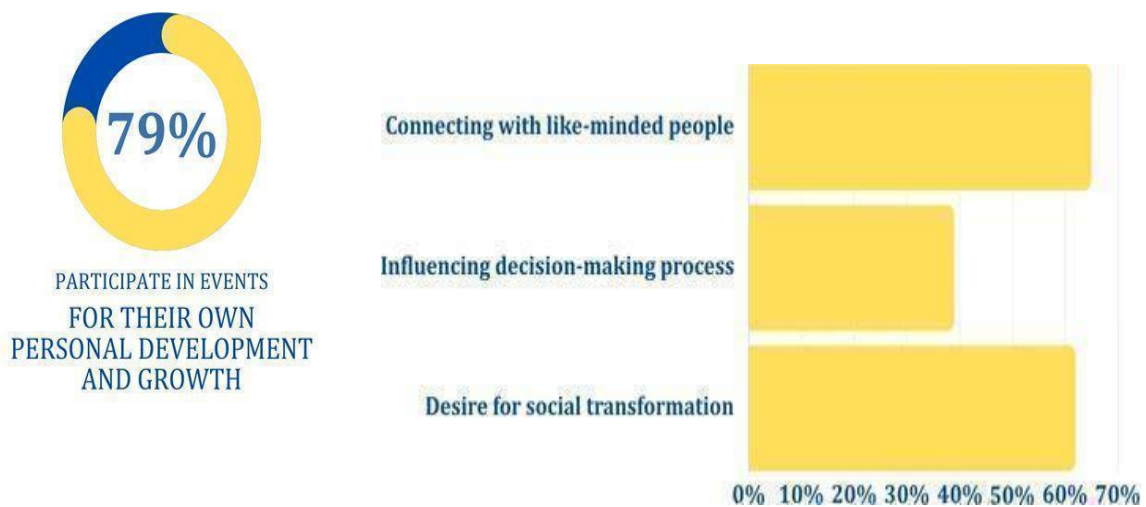 79%
PARTICIPATE IN EVENTS
FOR THEIR OWN
PERSONAL DEVELOPMENT
AND GROWTH
Connecting with like-minded people
Influencing decision-making process
Desire for social transformation
0% 10% 20% 30% 40% 50% 60% 70%